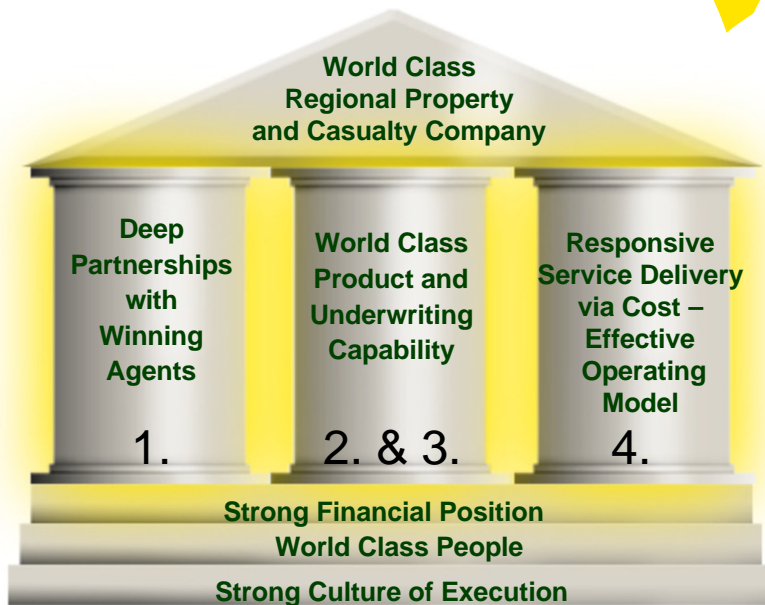 World Class
Regional Property
and Casualty Company
Deep
Partnerships
with
Winning
Agents
1.
World Class
Product and
Underwriting
Capability
2. & 3.
Responsive
Service Delivery
via Cost –
Effective
Operating
Model
4.
Strong Financial Position
World Class People
Strong Culture of Execution